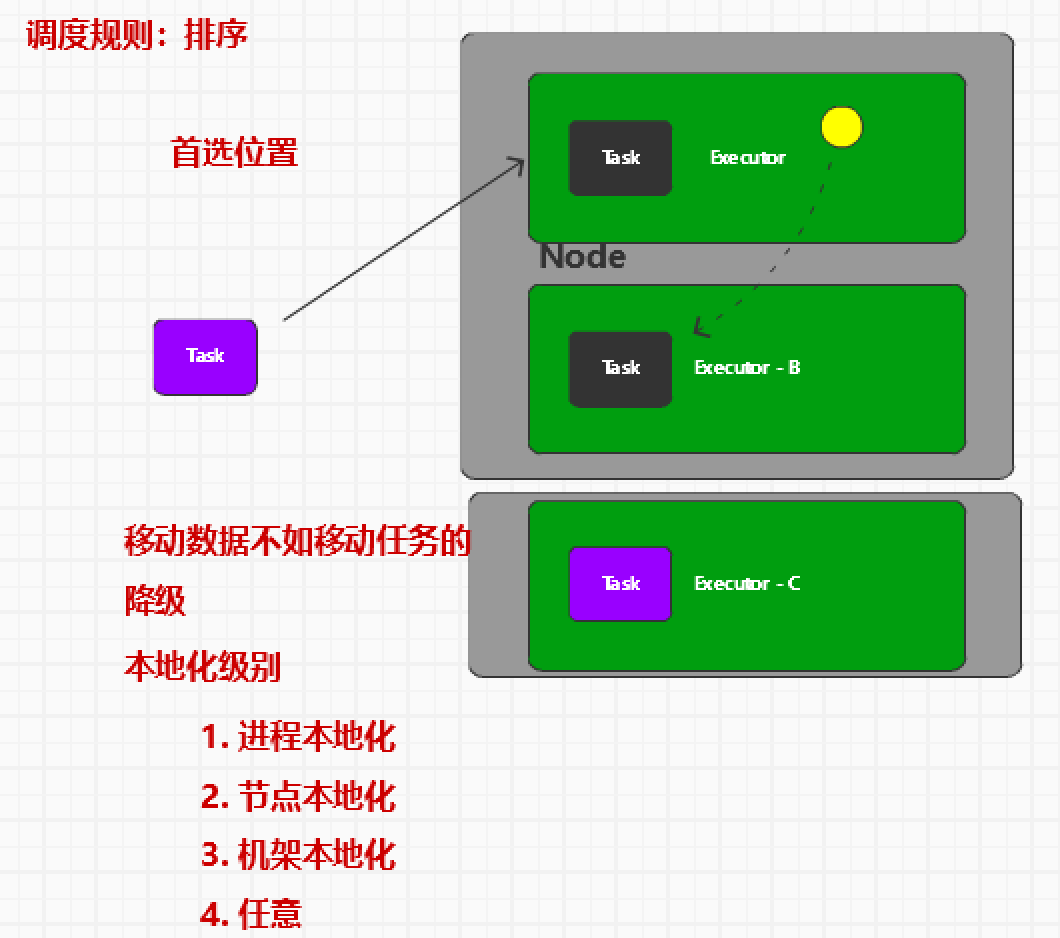 调度规则：排序
首选位置
Task
Executor
Node
Task
Task
Executor - B
移动数据不如移动任务的
降级
Task
Executor - C
本地化级别
1. 进程本地化
2. 节点本地化
3. 机架本地化
4. 任意